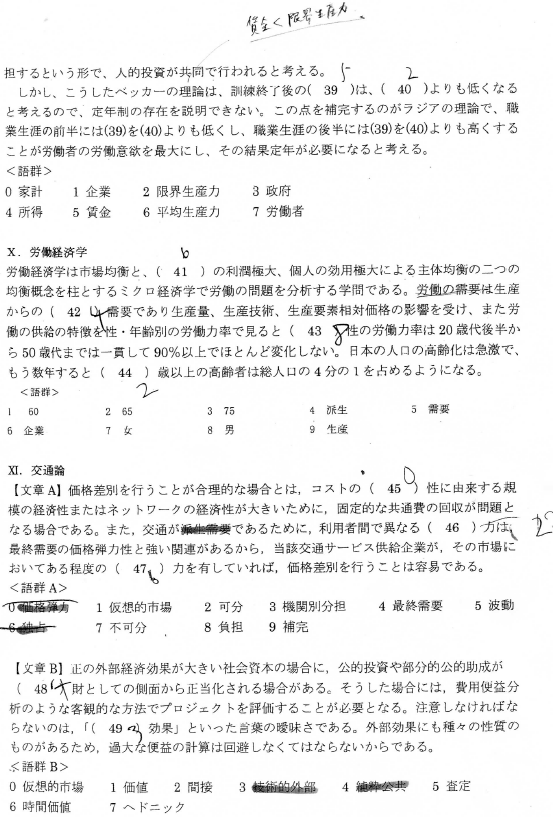 賃金<限界生産力
担するという形で、人的投資が共同で行われると考える。 5 2
しかし、こうしたベッカーの理論は、訓練終了後の( 39 )は、( 40 )よりも低くなる
と考えるので、定年制の存在を説明できない。この点を補完するのがラジアの理論で、職
業生涯の前半には(39)を(40)よりも低くし、職業生涯の後半には(39)を(40)よりも高くする
ことが労働者の労働意欲を最大にし、その結果定年が必要になると考える。
<語群>
0 家計 1 企業 2 限界生産力 3 政府
4 所得 5 賃金 6 平均生産力 7 労働者
X. 労働経済学 6
労働経済学は市場均衡と、( 41 )の利潤極大、個人の効用極大による主体均衡の二つの
均衡概念を柱とするミクロ経済学で労働の問題を分析する学問である。労働の需要は生産
からの( 42 )4需要であり生産量、生産技術、生産要素相対価格の影響を受け、また労
働の供給の特徴を性・年齢別の労働力率で見ると( 43 )8性の労働力率は20歳代後半か
ら50歳代までは一貫して90%以上でほとんど変化しない。日本の人口の高齢化は急激で、
もう数年すると( 44 )歳以上の高齢者は総人口の4分の1を占めるようになる。
<語群> 2
1 60 2 65 3 75 4 派生 5 需要
6 企業 7 女 8 男 9 生産
XI. 交通論
【文章A】価格差別を行うことが合理的な場合とは，コストの( 45 )0性に由来する規
模の経済性またはネットワークの経済性が大きいために，固定的な共通費の回収が問題と
なる場合である。また，交通が派生需要であるために，利用者間で異なる( 46 )力は， 2
最終需要の価格弾力性と強い関連があるから，当該交通サービス供給企業が，その市場に
おいてある程度の( 47 )6力を有していれば，価格差別を行うことは容易である。
<語群A>
0 価格弾力 1 仮想的市場 2 可分 3 機関別分担 4 最終需要 5 波動
6 独占 7 不可分 8 負担 9 補完
【文章B】正の外部経済効果が大きい社会資本の場合に，公的投資や部分的公的助成が
( 48 )4財としての側面から正当化される場合がある。そうした場合には，費用便益分
析のような客観的な方法でプロジェクトを評価することが必要となる。注意しなければな
らないのは，「( 49 )3効果」といった言葉の曖昧さである。外部効果にも種々の性質の
ものがあるため，過大な便益の計算は回避しなくてはならないからである。
<語群B>
0 仮想的市場 1 価値 2 間接 3 技術的外部 4 純粋公共 5 査定
6 時間価値 7 ヘドニック